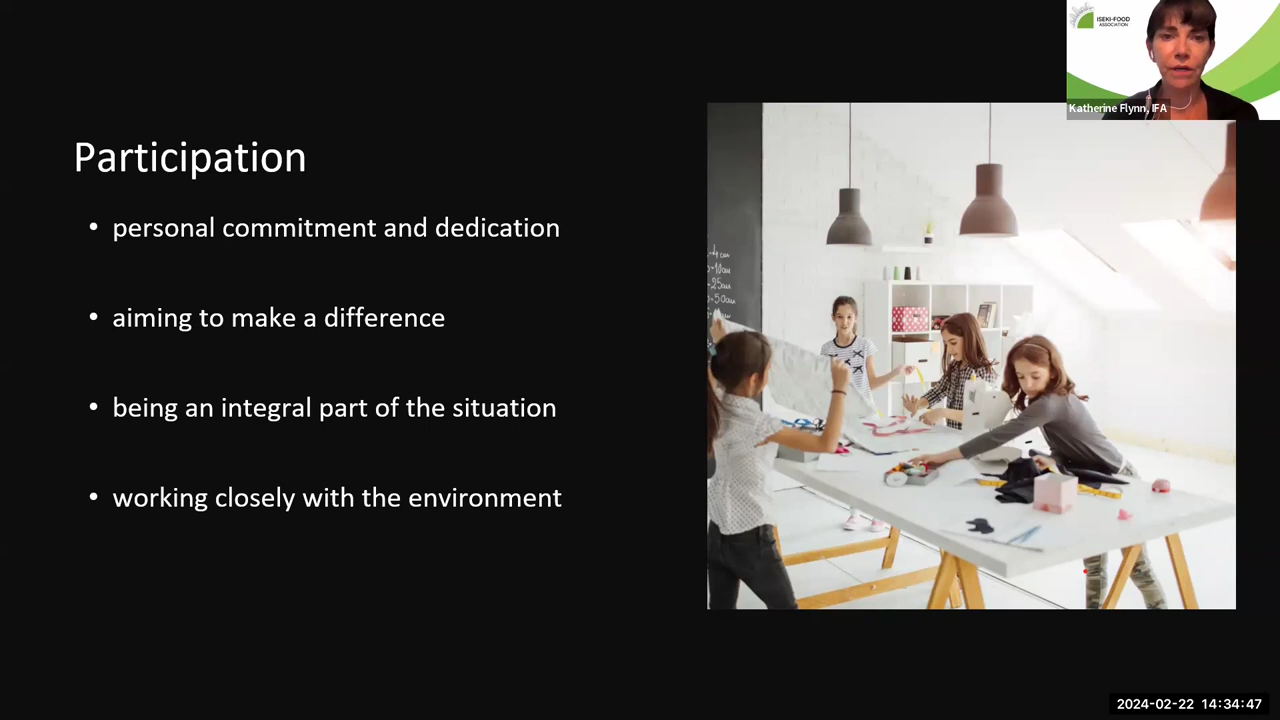 ISEKI-FOOD
ASSOCIATION
Katherine Flynn, IFA
Participation
• personal commitment and dedication
• aiming to make a difference
• being an integral part of the situation
• working closely with the environment
2024-02-22 14:34:47